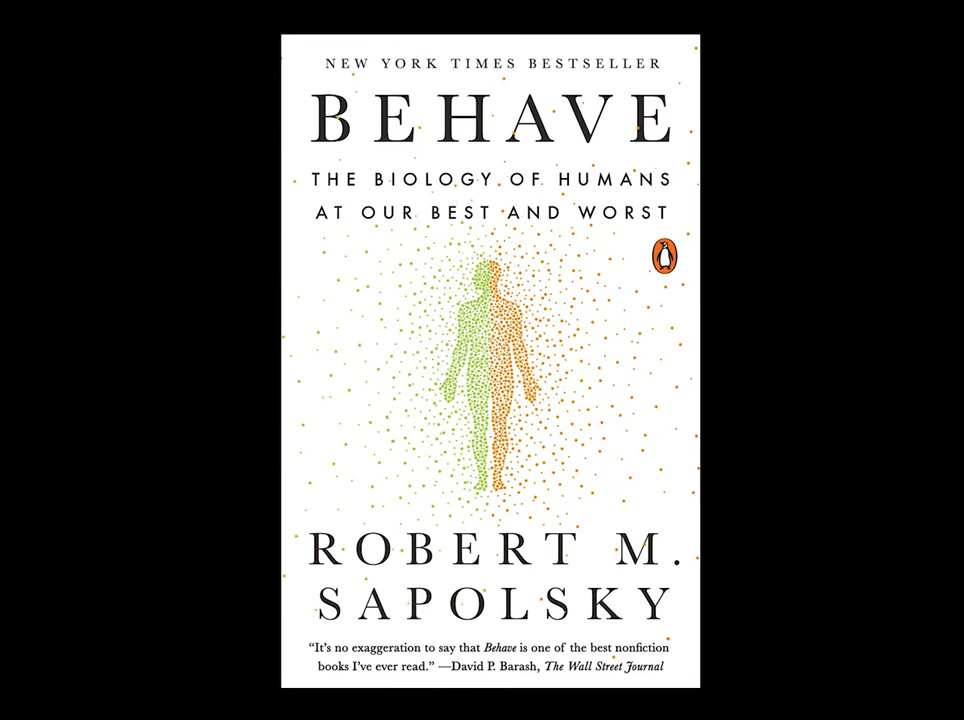 NEW YORK TIMES BESTSELLER
BEHAVE
THE BIOLOGY OF HUMANS
AT OUR BEST AND WORST
ROBERT M.
SAPOLSKY
“It’s no exaggeration to say that Behave is one of the best nonfiction
books I’ve ever read.” —David P. Barash, The Wall Street Journal